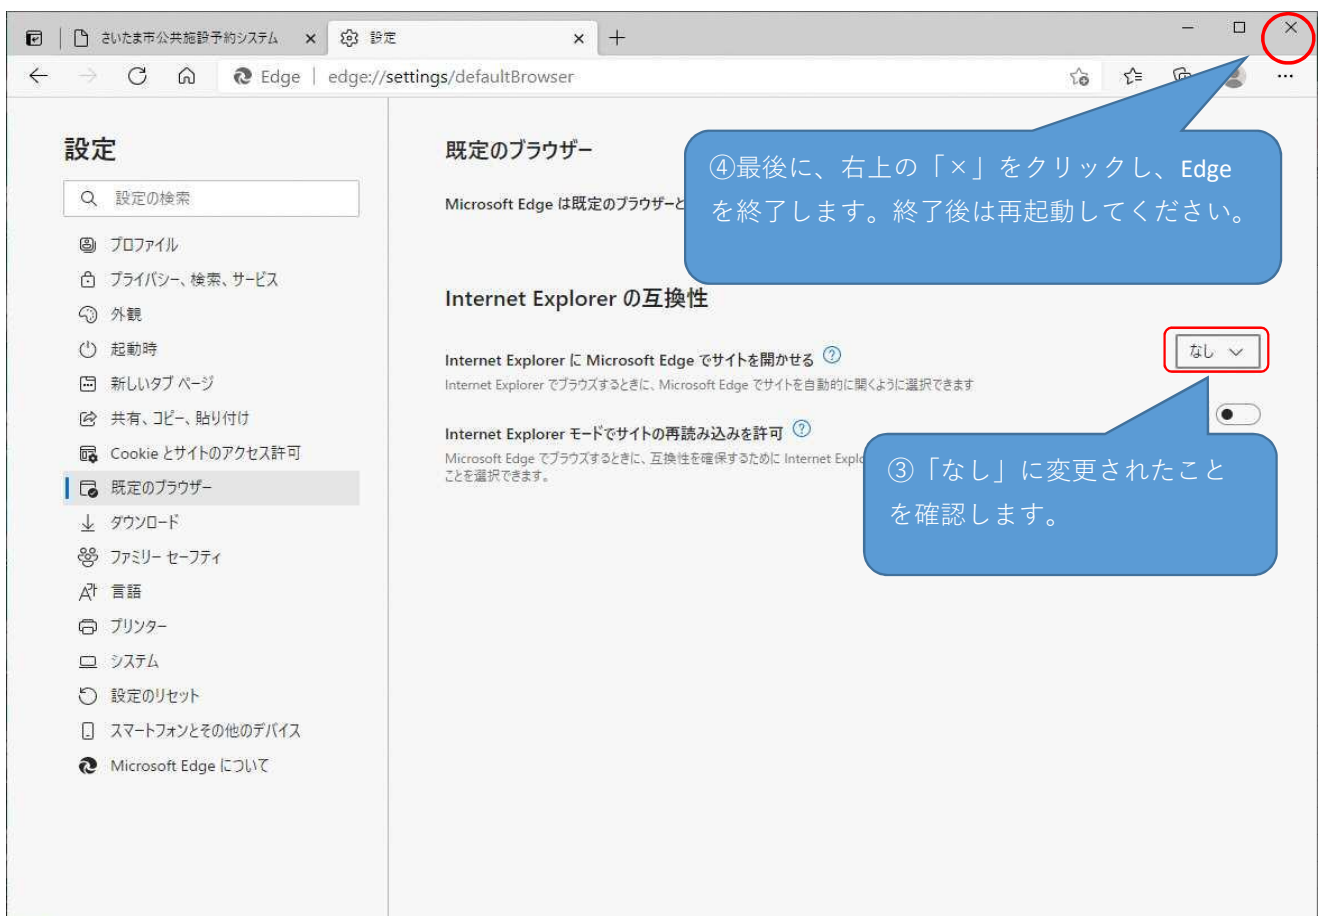 さいたま市公共施設予約システム
設定
Edge | edge://settings/defaultBrowser
設定
設定の検索
プロファイル
プライバシー、検索、サービス
外観
起動時
新しいタブ ページ
共有、コピー、貼り付け
Cookie とサイトのアクセス許可
既定のブラウザー
ダウンロード
ファミリー セーフティ
言語
プリンター
システム
設定のリセット
スマートフォンとその他のデバイス
Microsoft Edge について
既定のブラウザー
Microsoft Edge は既定のブラウザーと
④最後に、右上の「×」をクリックし、Edge
を終了します。終了後は再起動してください。
Internet Explorer の互換性
Internet Explorer に Microsoft Edge でサイトを開かせる
なし
Internet Explorer でブラウズするときに、Microsoft Edge でサイトを自動的に開くように選択できます
Internet Explorer モードでサイトの再読み込みを許可
Microsoft Edge でブラウズするときに、互換性を確保するために Internet Explo
ことを選択できます。
③「なし」に変更されたこと
を確認します。